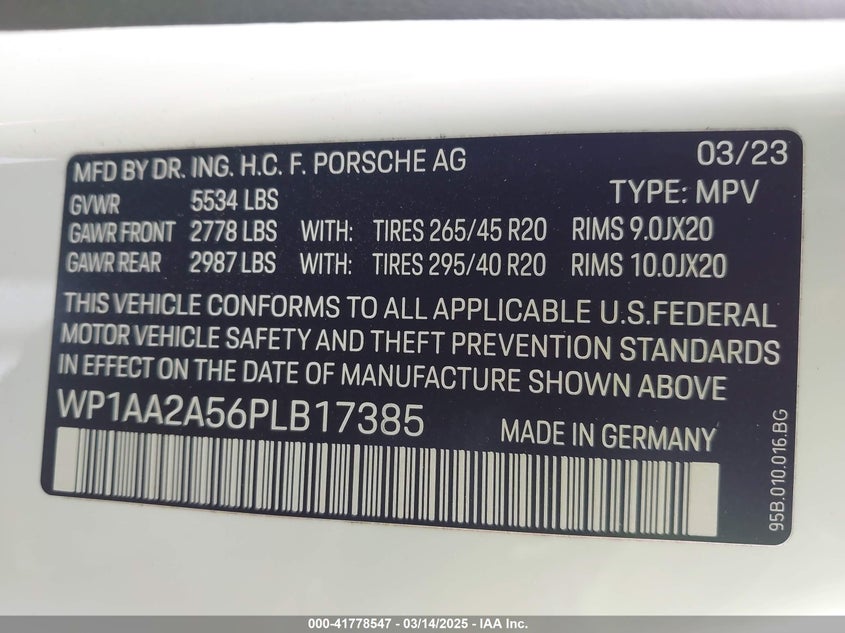 MFD BY DR. ING. H.C. F. PORSCHE AG 03/23
GVWR 5534 LBS TYPE: MPV
GAWR FRONT 2778 LBS WITH: TIRES 265/45 R20 RIMS 9.0JX20
GAWR REAR 2987 LBS WITH: TIRES 295/40 R20 RIMS 10.0JX20
THIS VEHICLE CONFORMS TO ALL APPLICABLE U.S.FEDERAL
MOTOR VEHICLE SAFETY AND THEFT PREVENTION STANDARDS
IN EFFECT ON THE DATE OF MANUFACTURE SHOWN ABOVE
WP1AA2A56PLB17385 MADE IN GERMANY
95B.010.016.BG
000-41778547 - 03/14/2025 - IAA Inc.